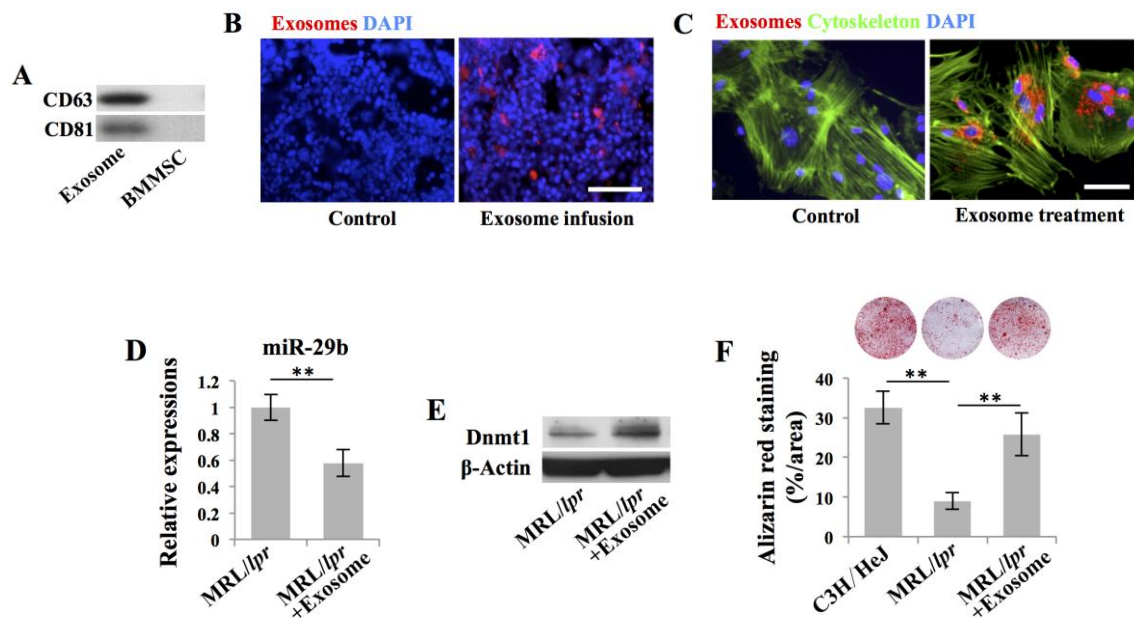 A
CD63
CD81
Exosome
BMMSC
B
Exosomes DAPI
Control
Exosome infusion
C
Exosomes Cytoskeleton DAPI
Control
Exosome treatment
D
miR-29b
**
Relative expressions
1.2
1
0.8
0.6
0.4
0.2
0
MRL/lpr
MRL/lpr
+Exosome
E
Dnmt1
β-Actin
MRL/lpr
MRL/lpr
+Exosome
F
Alizarin red staining
(%/area)
40
30
20
10
0
**
**
C3H/HeJ
MRL/lpr
MRL/lpr
+Exosome